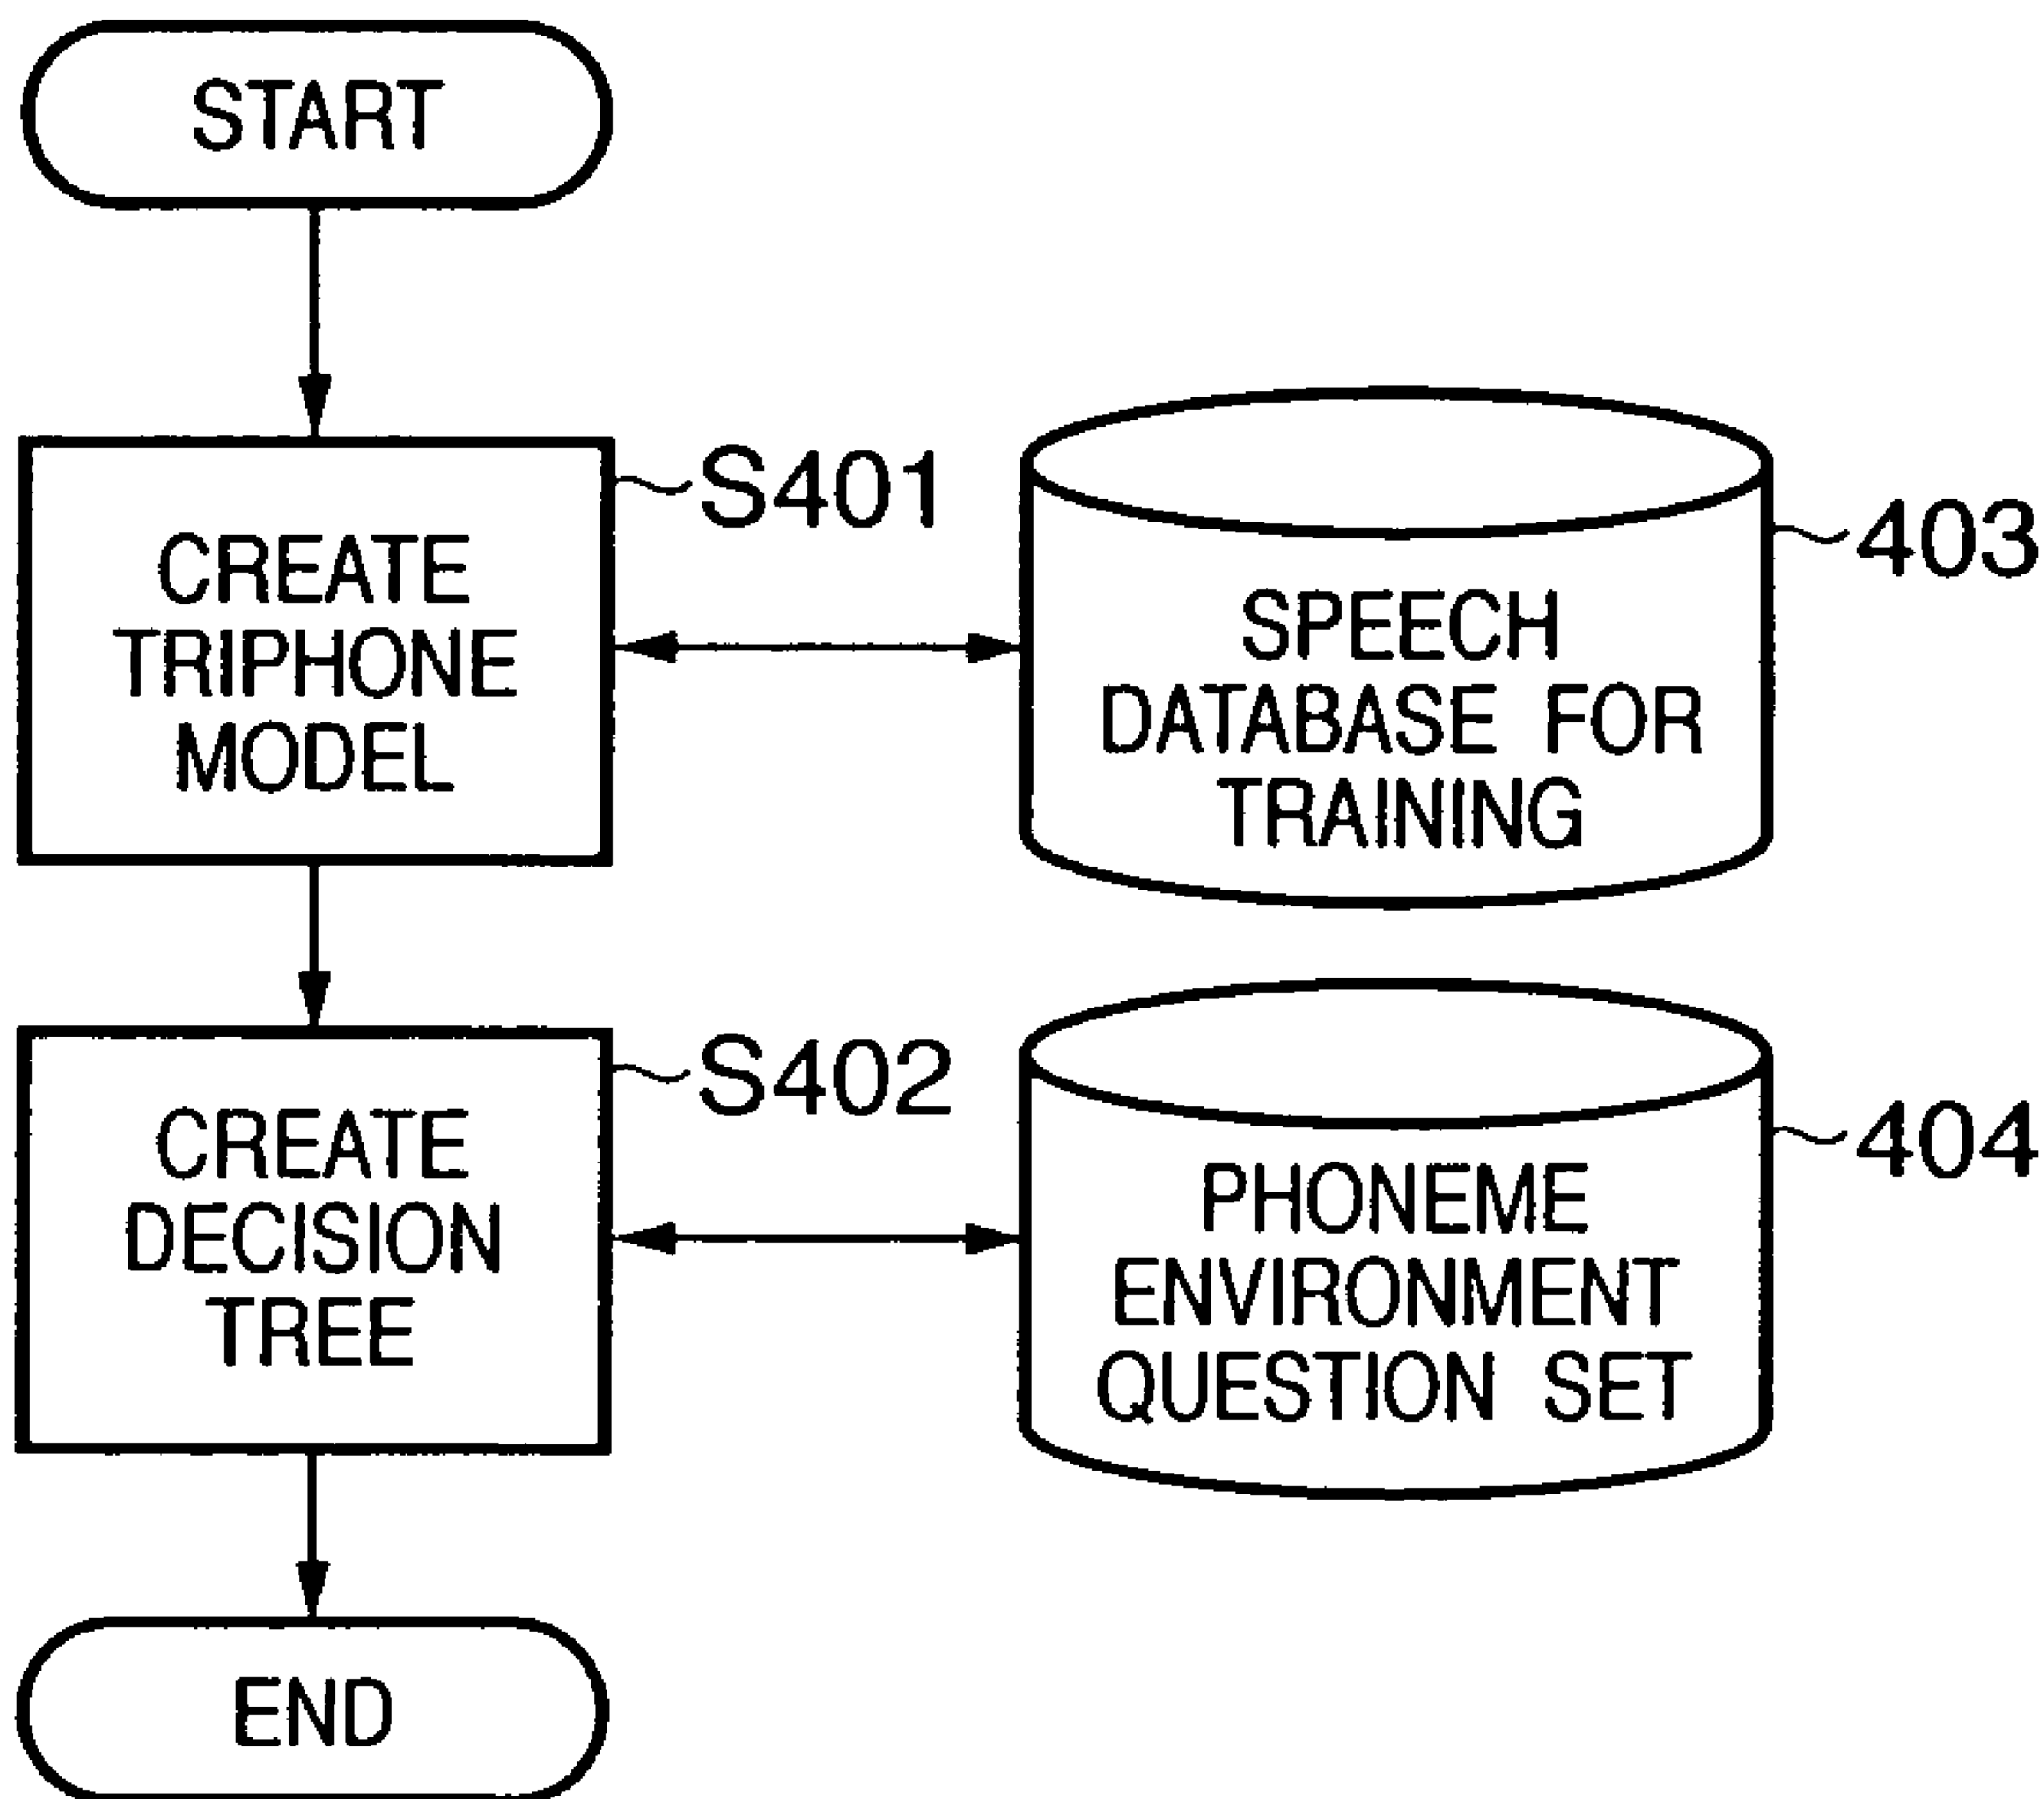 START
CREATE
TRIPHONE
MODEL
S401
SPEECH
DATABASE FOR
TRAINING
403
CREATE
DECISION
TREE
S402
PHONEME
ENVIRONMENT
QUESTION SET
404
END